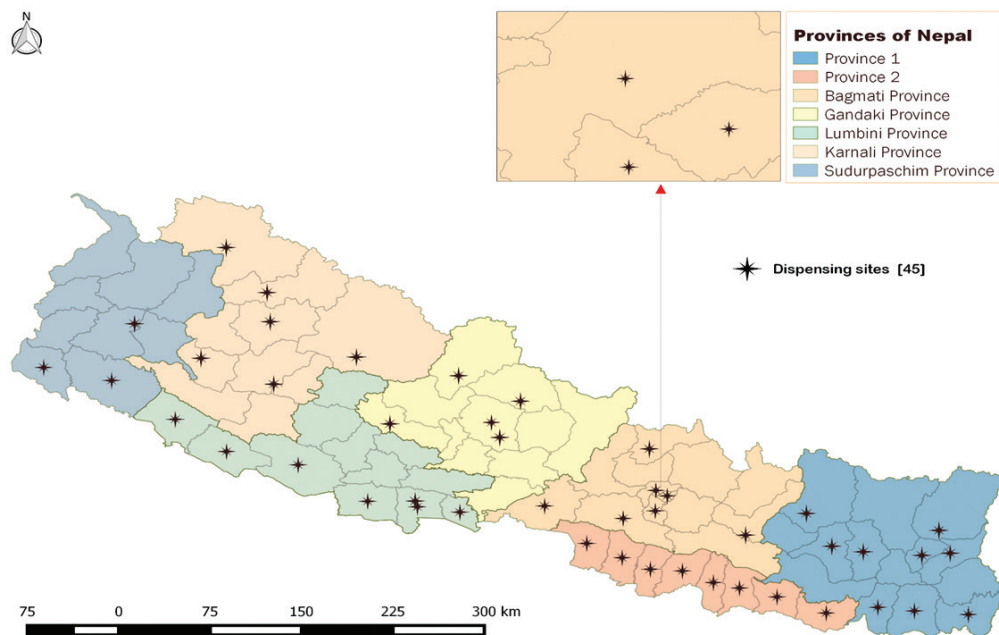 N
Provinces of Nepal
Province 1
Province 2
Bagmati Province
Gandaki Province
Lumbini Province
Karnali Province
Sudurpaschim Province
Dispensing sites [45]
75 0 75 150 225 300 km